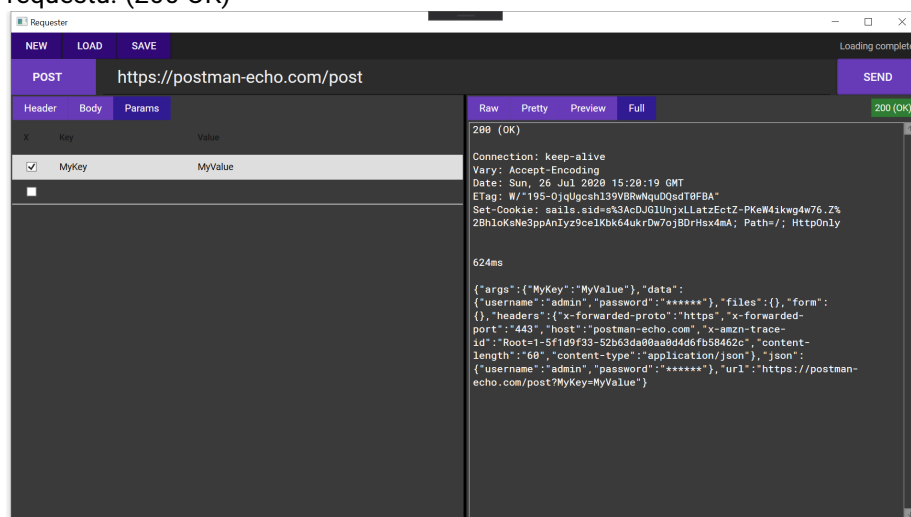 requestu. (200 OK)
Requester
NEW LOAD SAVE
Loading complete
POST https://postman-echo.com/post SEND
Header Body Params
Raw Pretty Preview Full 200 (OK)
X Key Value
MyKey MyValue
200 (OK)
Connection: keep-alive
Vary: Accept-Encoding
Date: Sun, 26 Jul 2020 15:20:19 GMT
ETag: W/"195-OjqUgcshl39VBRwNquDQsdT0FBA"
Set-Cookie: sails.sid=s%3AcDJGlUnjxLLatzEctZ-PKeW4ikwg4w76.Z%
2BhloKsNe3ppAnIyz9celKbk64ukrDw7ojBDrHsx4mA; Path=/; HttpOnly
624ms
{"args":{"MyKey":"MyValue"},"data":
{"username":"admin","password":"******"},"files":{},"form":
{},"headers":{"x-forwarded-proto":"https","x-forwarded-
port":"443","host":"postman-echo.com","x-amzn-trace-
id":"Root=1-5f1d9f33-52b63da00aa0d4d6fb58462c","content-
length":"60","content-type":"application/json"},"json":
{"username":"admin","password":"******"},"url":"https://postman-
echo.com/post?MyKey=MyValue"}